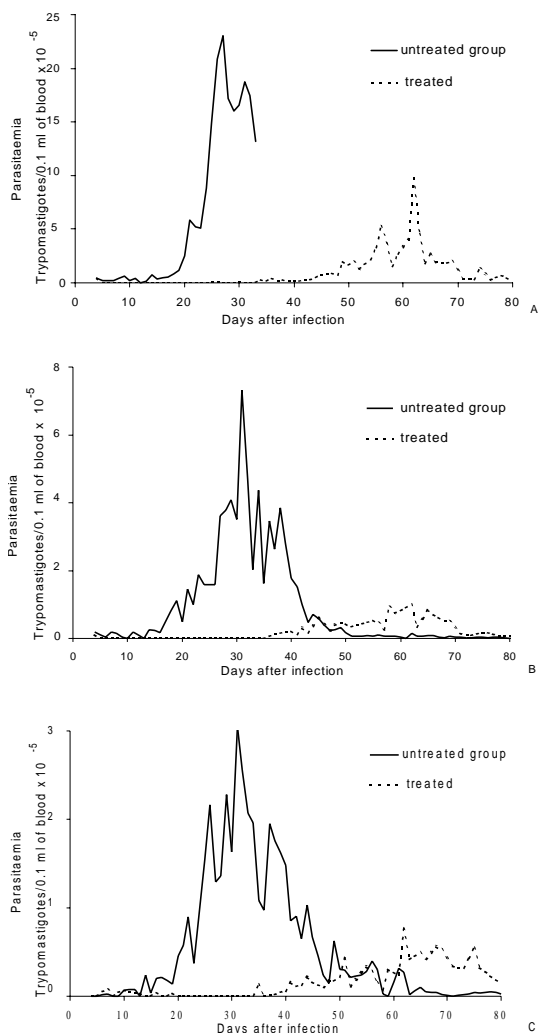 25
20
15
10
5
0
Parasitaemia
Trypomastigotes/0.1 ml of blood x 10 -5
untreated group
treated
0 10 20 30 40 50 60 70 80
Days after infection
A
8
6
4
2
0
Parasitaemia
Trypomastigotes/0.1 ml of blood x 10 -5
untreated group
treated
0 10 20 30 40 50 60 70 80
Days after infection
B
3
2
1
0
Parasitaemia
Trypomastigotes/0.1 ml of blood x 10 -5
untreated group
treated
0 10 20 30 40 50 60 70 80
Days after infection
C